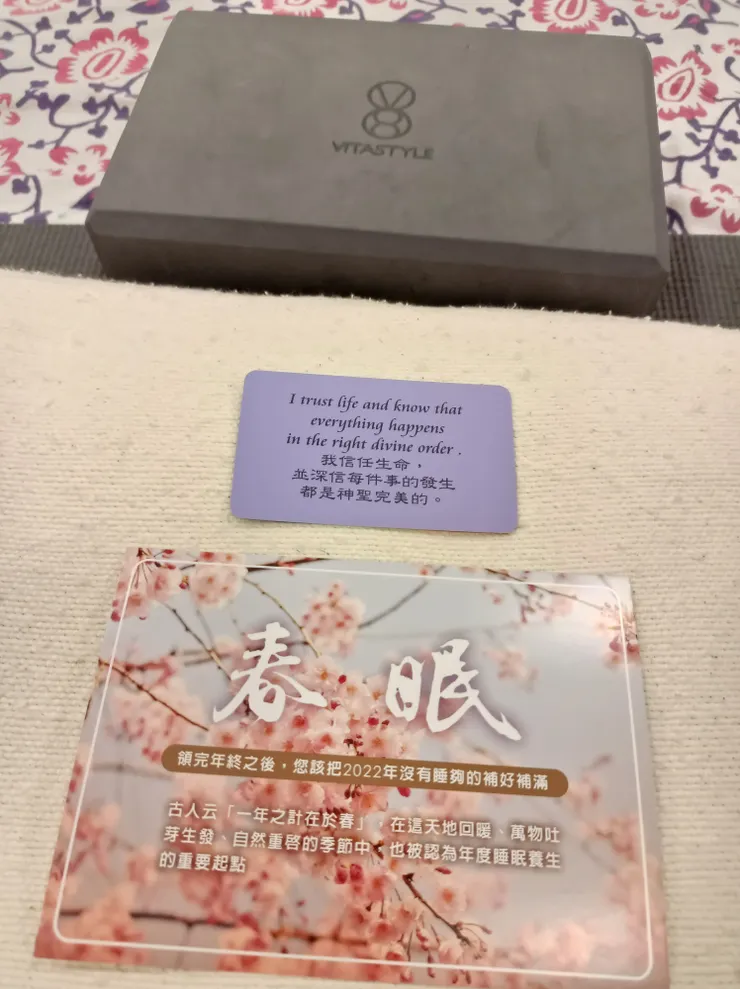 VITASTYLE
I trust life and know that
everything happens
in the right divine order .
我信任生命，
並深信每件事的發生
都是神聖完美的。
春眠
領完年終之後，您該把2022年沒有睡夠的補好補滿
古人云「一年之計在於春」，在這天地回暖、萬物吐
芽生發、自然重啓的季節中，也被認為年度睡眠養生
的重要起點